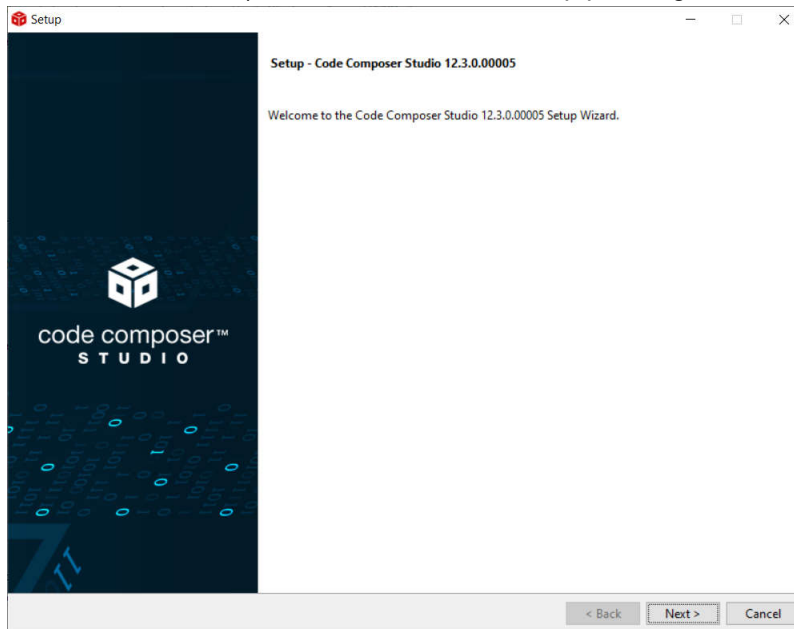 Setup
Setup - Code Composer Studio 12.3.0.00005
Welcome to the Code Composer Studio 12.3.0.00005 Setup Wizard.
code composer™
STUDIO
< Back
Next >
Cancel